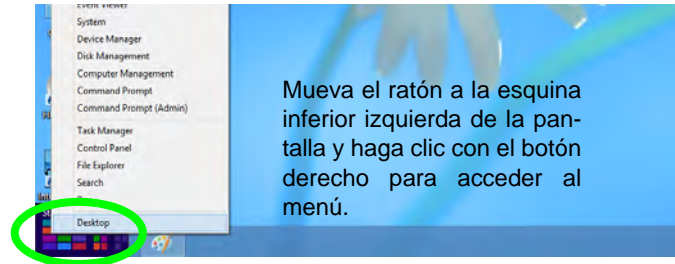 Event Viewer
System
Device Manager
Disk Management
Computer Management
Command Prompt
Command Prompt (Admin)
Task Manager
Control Panel
File Explorer
Search
Desktop
Mueva el ratón a la esquina
inferior izquierda de la pan-
talla y haga clic con el botón
derecho para acceder al
menú.